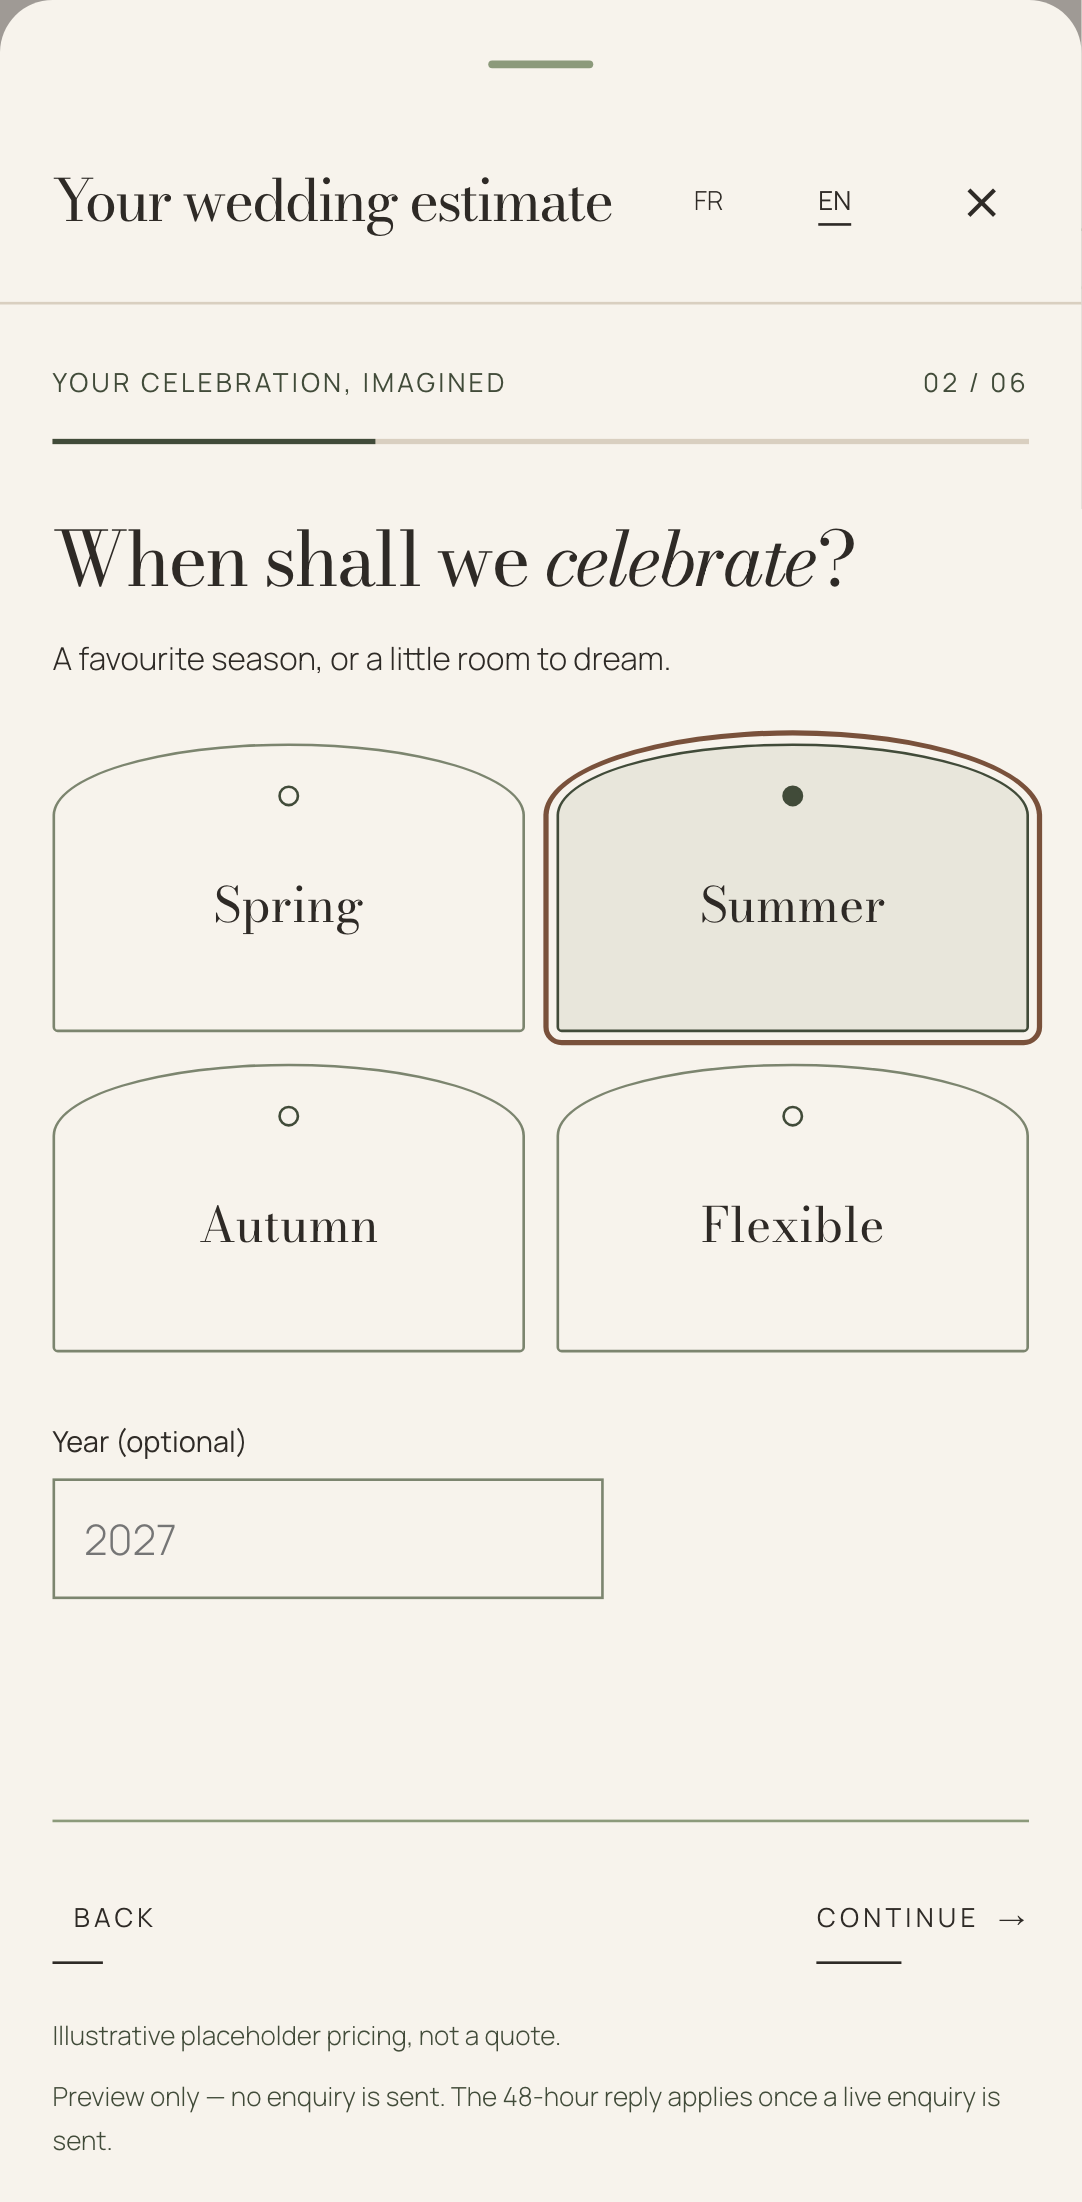 Your wedding estimate FR EN
YOUR CELEBRATION, IMAGINED 02 / 06
When shall we celebrate?
A favourite season, or a little room to dream.
Spring Summer
Autumn Flexible
Year (optional)
2027
BACK CONTINUE →
Illustrative placeholder pricing, not a quote.
Preview only — no enquiry is sent. The 48-hour reply applies once a live enquiry is
sent.